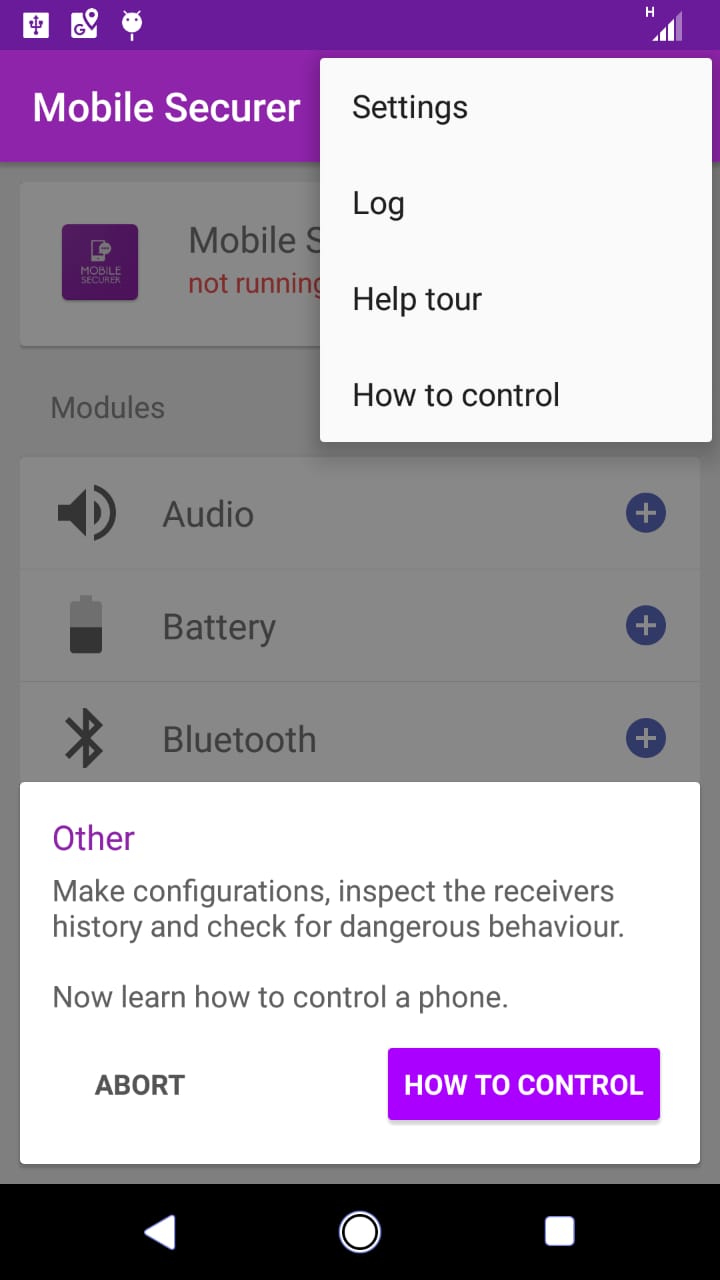 H
Mobile Securer
Settings
Log
Help tour
How to control
MOBILE
SECURER
Mobile S
not running
Modules
Audio
Battery
Bluetooth
Other
Make configurations, inspect the receivers
history and check for dangerous behaviour.
Now learn how to control a phone.
ABORT
HOW TO CONTROL